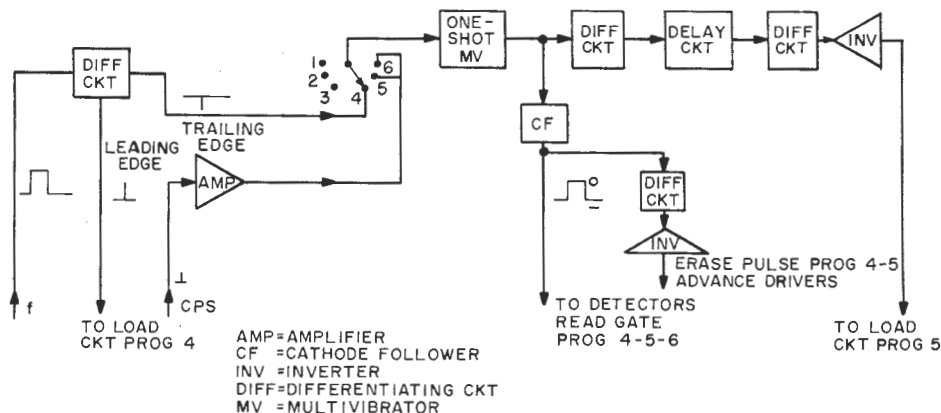 DIFF
CKT
f
LEADING
EDGE
TO LOAD
CKT PROG 4
TRAILING
EDGE
AMP
CPS
1
2
3
4
5
6
ONE-
SHOT
MV
DIFF
CKT
DELAY
CKT
DIFF
CKT
INV
CF
DIFF
CKT
INV
ERASE PULSE PROG 4-5
ADVANCE DRIVERS
TO DETECTORS
READ GATE
PROG 4-5-6
TO LOAD
CKT PROG 5
AMP=AMPLIFIER
CF =CATHODE FOLLOWER
INV =INVERTER
DIFF=DIFFERENTIATING CKT
MV =MULTIVIBRATOR